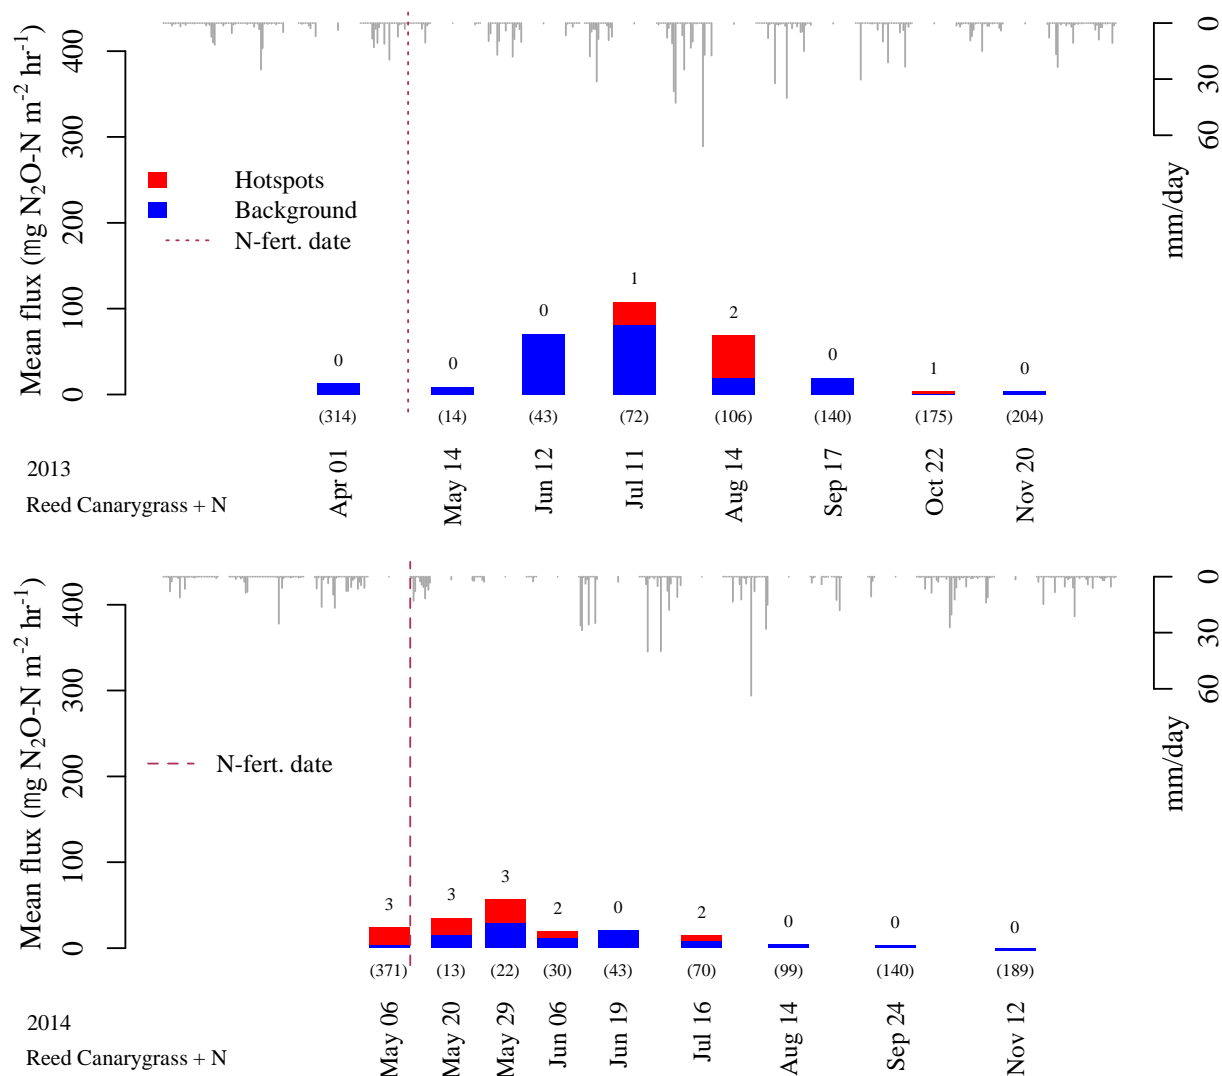 Mean flux (mg N₂O-N m⁻² hr⁻¹)
400
300
200
100
0
0
30
60
mm/day
Hotspots
Background
N-fert. date
0 0 0 1 2 0 1 0
(314) (14) (43) (72) (106) (140) (175) (204)
Apr 01 May 14 Jun 12 Jul 11 Aug 14 Sep 17 Oct 22 Nov 20
2013
Reed Canarygrass + N
Mean flux (mg N₂O-N m⁻² hr⁻¹)
400
300
200
100
0
0
30
60
mm/day
N-fert. date
3 3 3 2 0 2 0 0 0
(371) (13) (22) (30) (43) (70) (99) (140) (189)
May 06 May 20 May 29 Jun 06 Jun 19 Jul 16 Aug 14 Sep 24 Nov 12
2014
Reed Canarygrass + N